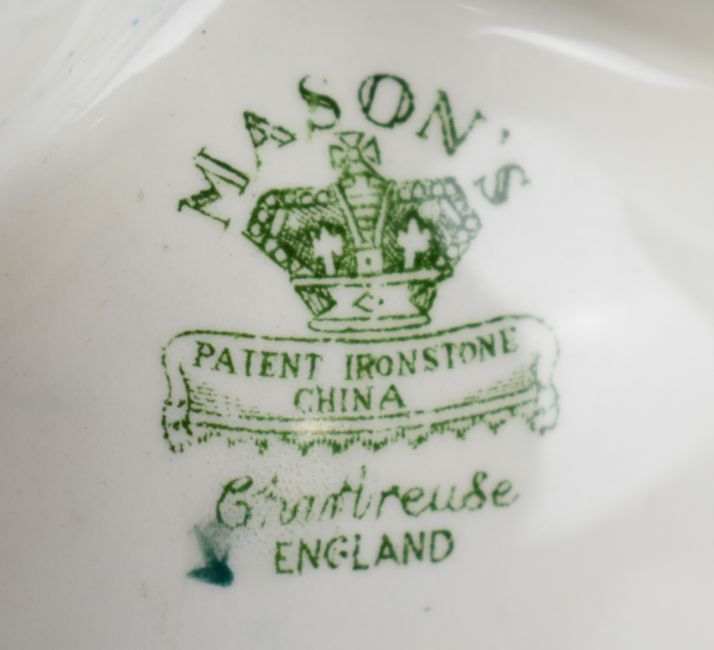 MASON'S
PATENT IRONSTONE
CHINA
Chartreuse
ENGLAND